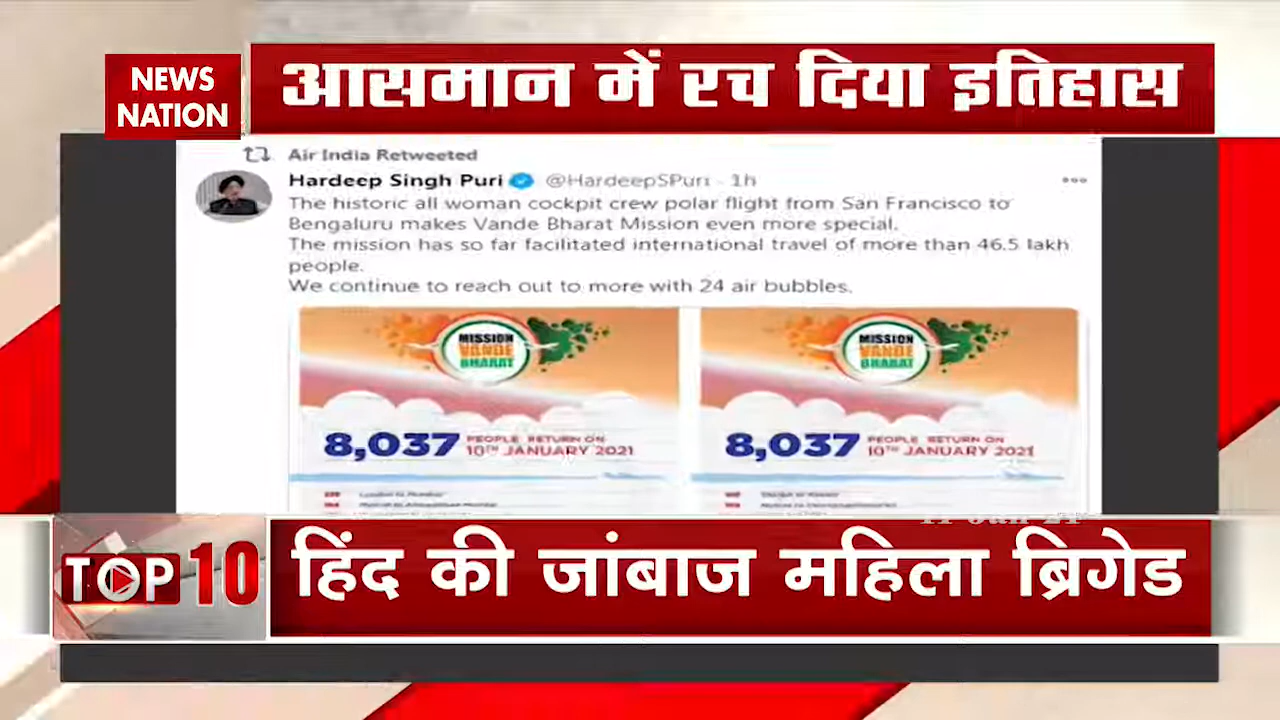 NEWS
NATION
आसमान में रच दिया इतिहास
Air India Retweeted
Hardeep Singh Puri @HardeepSPuri · 1h
The historic all woman cockpit crew polar flight from San Francisco to
Bengaluru makes Vande Bharat Mission even more special.
The mission has so far facilitated international travel of more than 46.5 lakh
people.
We continue to reach out to more with 24 air bubbles.
MISSION
VANDE
BHARAT
8,037 PEOPLE RETURN ON
10TH JANUARY 2021
MISSION
VANDE
BHARAT
8,037 PEOPLE RETURN ON
10TH JANUARY 2021
TOP 10
हिंद की जांबाज महिला ब्रिगेड